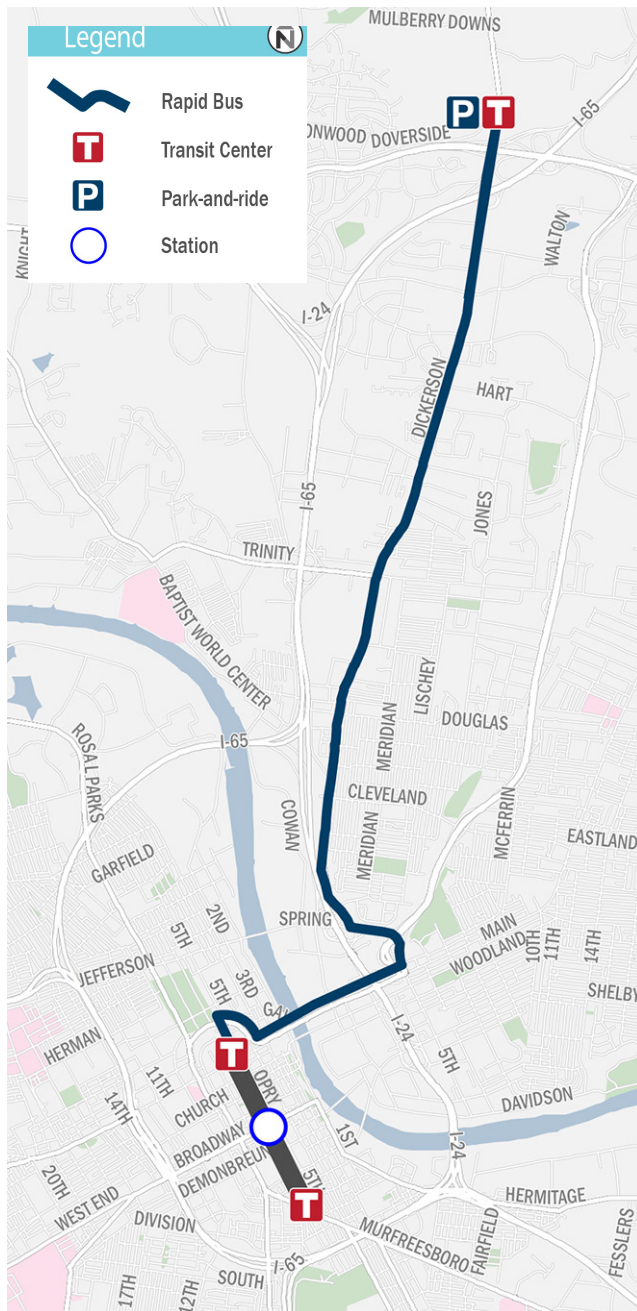 MULBERRY DOWNS
Legend
N
Rapid Bus
T
Transit Center
P
Park-and-ride
Station
P
T
I-65
ONWOOD DOVERSIDE
KNIGHT
WALTON
I-24
HART
DICKERSON
I-65
JONES
TRINITY
BAPTIST WORLD CENTER
LISCHEY
MERIDIAN
DOUGLAS
ROSA L PARKS
I-65
CLEVELAND
COWAN
MCFERRIN
MERIDIAN
EASTLAND
GARFIELD
2ND
SPRING
5TH
MAIN
WOODLAND
10TH
11TH
14TH
JEFFERSON
3RD
5TH
SHELBY
GA
HERMAN
I-24
5TH
T
11TH
OPRY
14TH
CHURCH
DAVIDSON
BROADWAY
1ST
DEMONBREUN
I-24
20TH
5TH
WEST END
T
HERMITAGE
DIVISION
MURFREESBORO
FAIRFIELD
FESSLERS
I-65
SOUTH
17TH
12TH